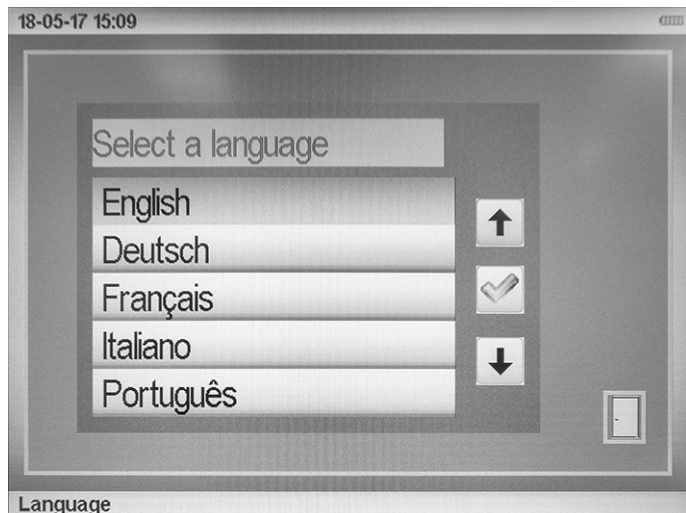 18-05-17 15:09
Select a language
English
Deutsch
Français
Italiano
Português
Language